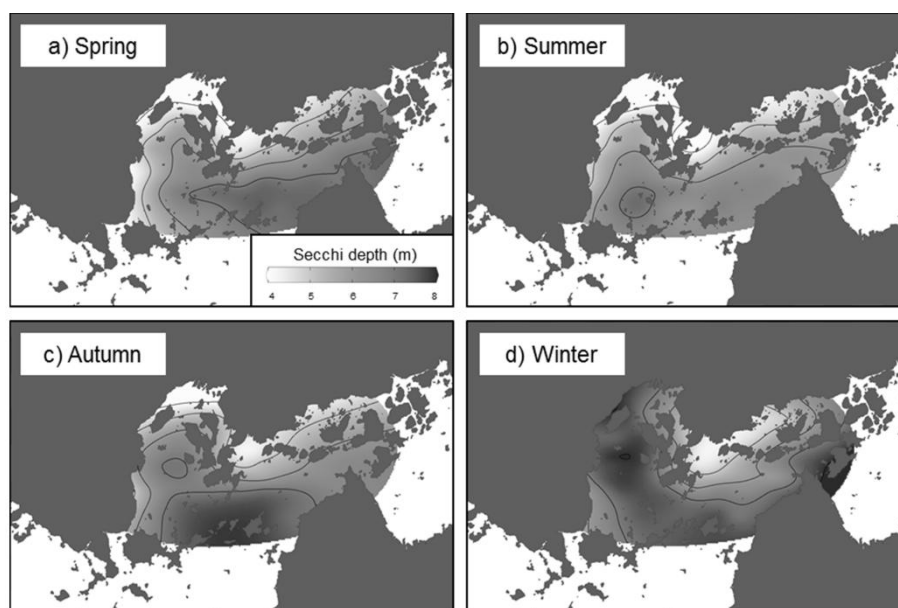 a) Spring
b) Summer
Secchi depth (m)
4 5 6 7 8
c) Autumn
d) Winter